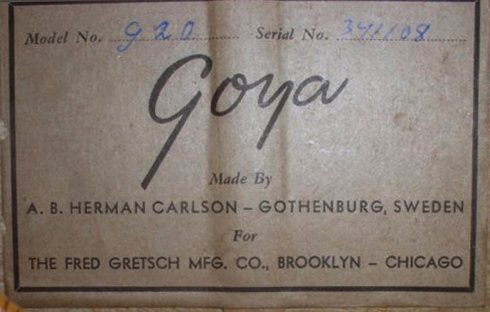 Model No. G20 Serial No. 341108
Goya
Made By
A. B. HERMAN CARLSON – GOTHENBURG, SWEDEN
For
THE FRED GRETSCH MFG. CO., BROOKLYN – CHICAGO